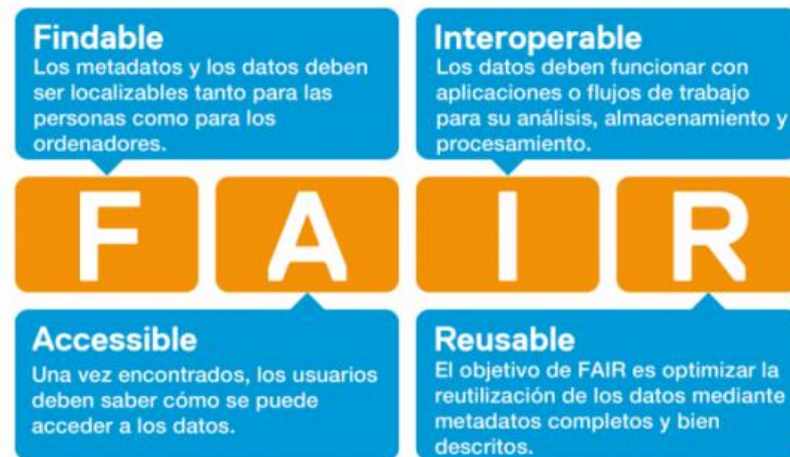 Findable
Los metadatos y los datos deben
ser localizables tanto para las
personas como para los
ordenadores.
Interoperable
Los datos deben funcionar con
aplicaciones o flujos de trabajo
para su análisis, almacenamiento y
procesamiento.
F A I R
Accessible
Una vez encontrados, los usuarios
deben saber cómo se puede
acceder a los datos.
Reusable
El objetivo de FAIR es optimizar la
reutilización de los datos mediante
metadatos completos y bien
descritos.